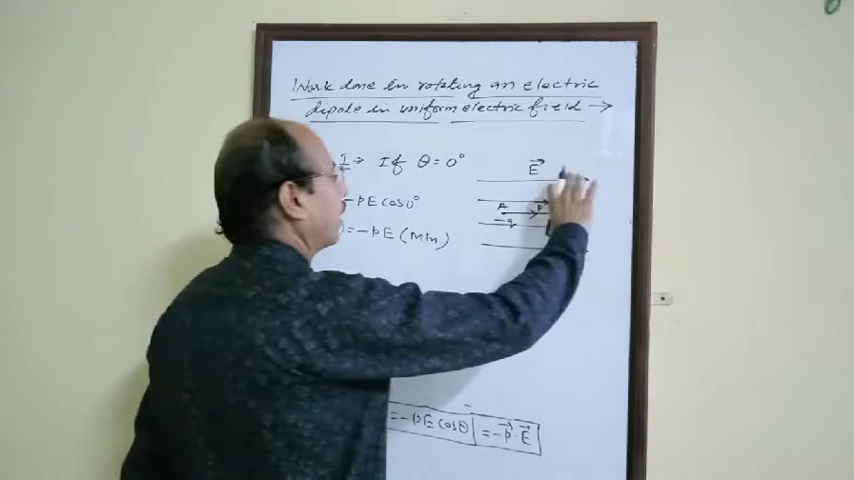 Work done in rotating an electric
dipole in uniform electric field →
I → If θ = 0°
-PE cos0°
= -PE (Min)
E⃗
A P
-q
= -PE cosθ = -P⃗·E⃗